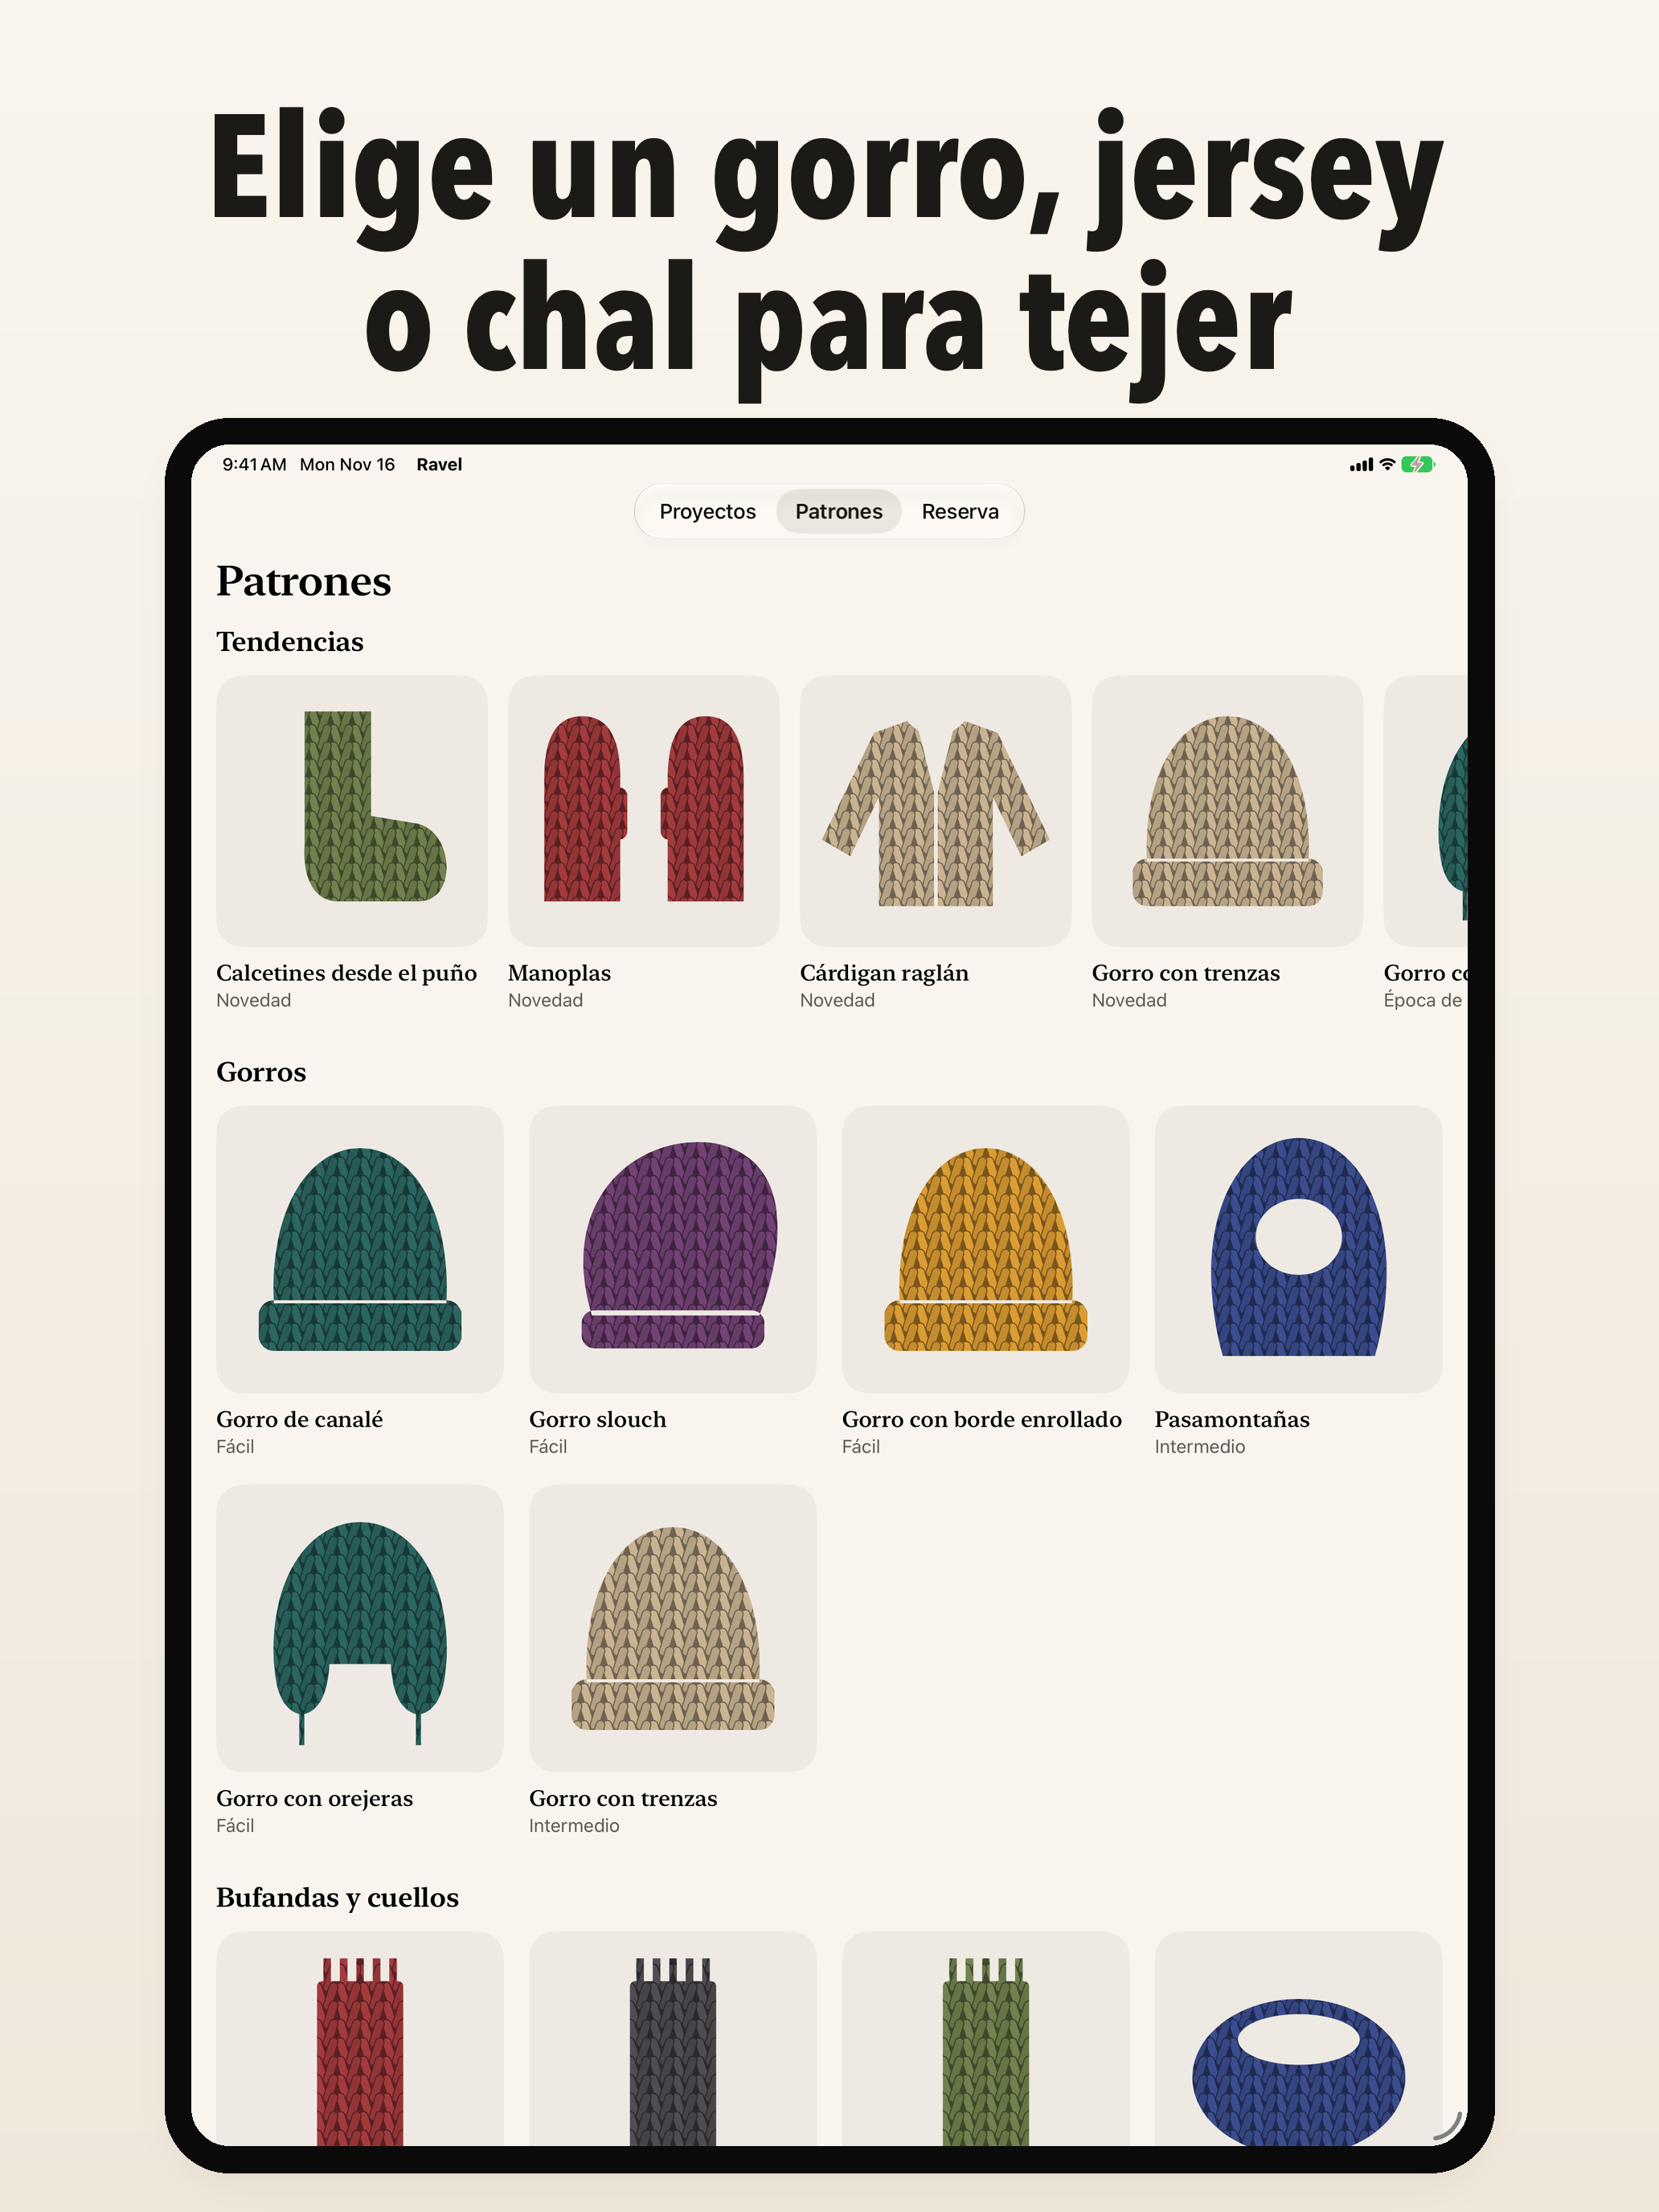 Elige un gorro, jersey
o chal para tejer
9:41 AM Mon Nov 16 Ravel
Proyectos Patrones Reserva
Patrones
Tendencias
Calcetines desde el puño Manoplas Cárdigan raglán Gorro con trenzas Gorro
Novedad Novedad Novedad Novedad Época de
Gorros
Gorro de canalé Gorro slouch Gorro con borde enrollado Pasamontañas
Fácil Fácil Fácil Intermedio
Gorro con orejeras Gorro con trenzas
Fácil Intermedio
Bufandas y cuellos